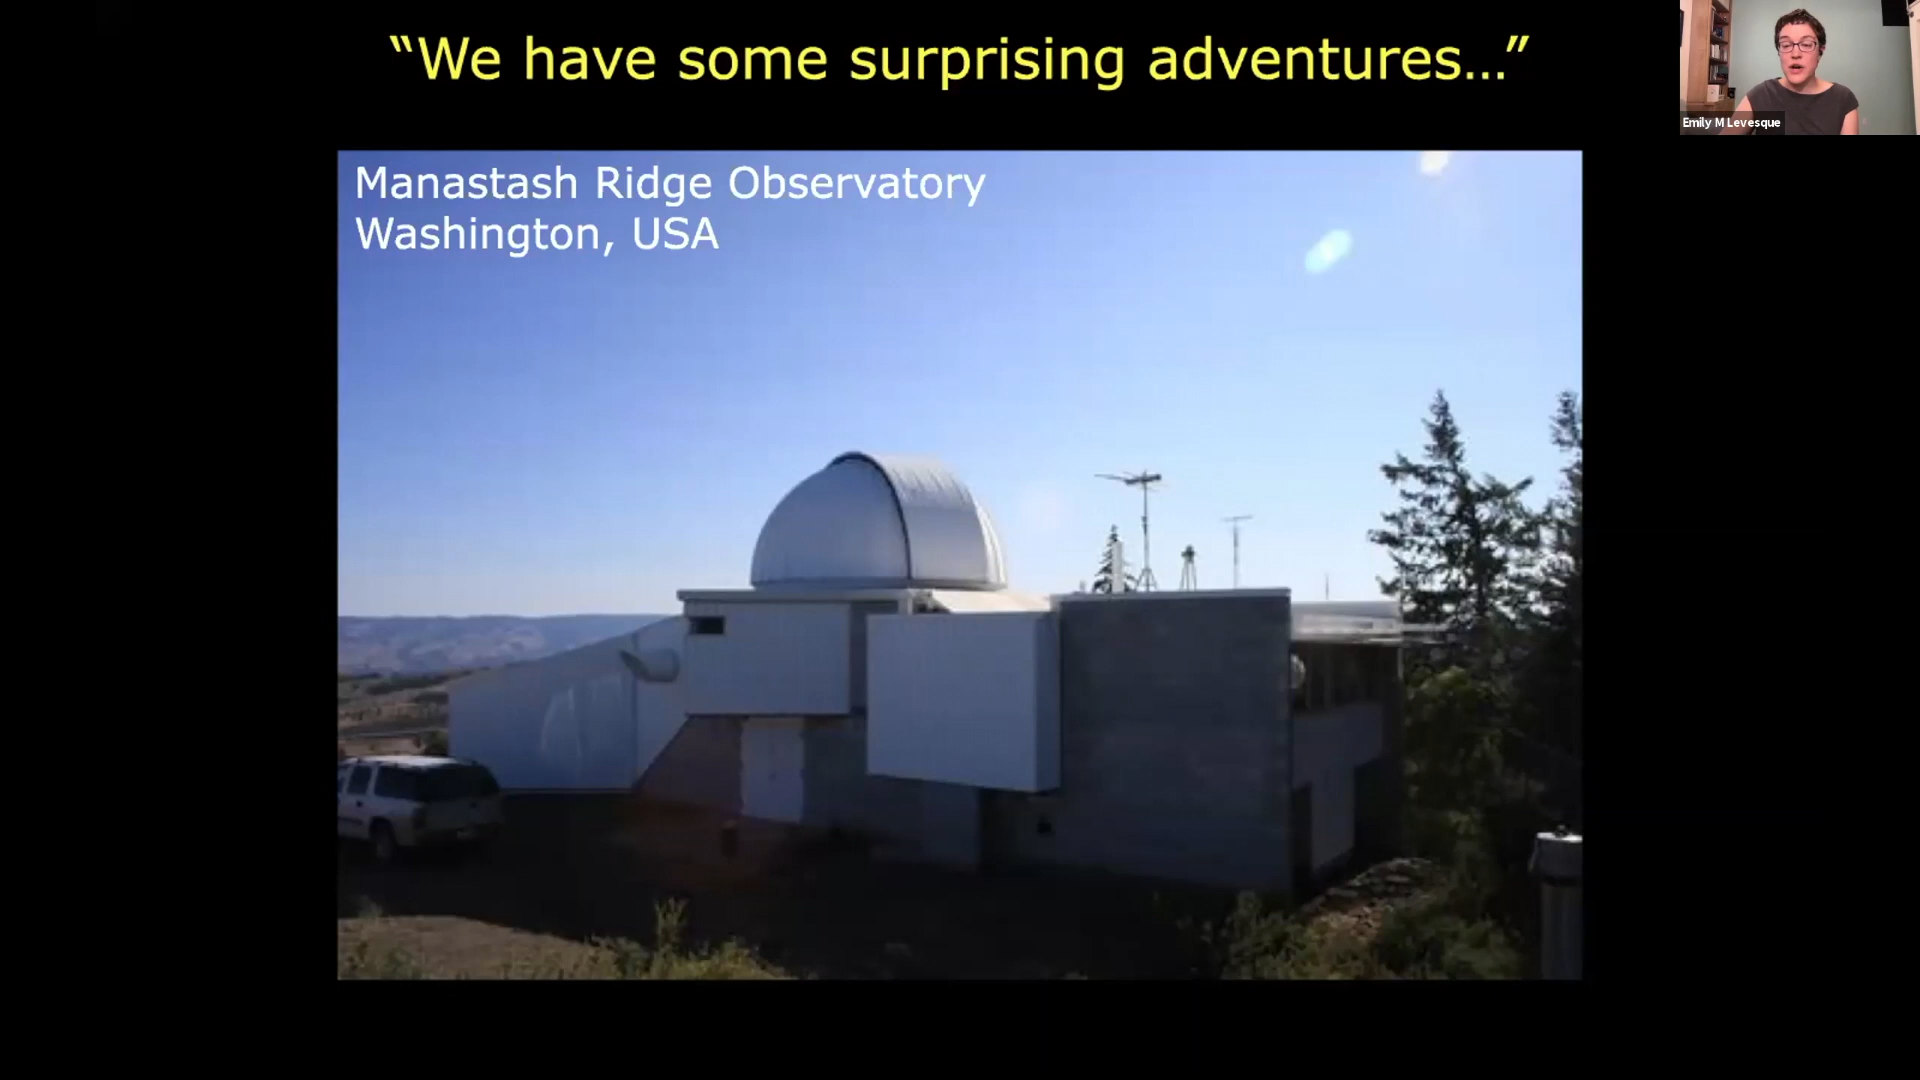 “We have some surprising adventures…”
Emily M Levesque
Manastash Ridge Observatory
Washington, USA